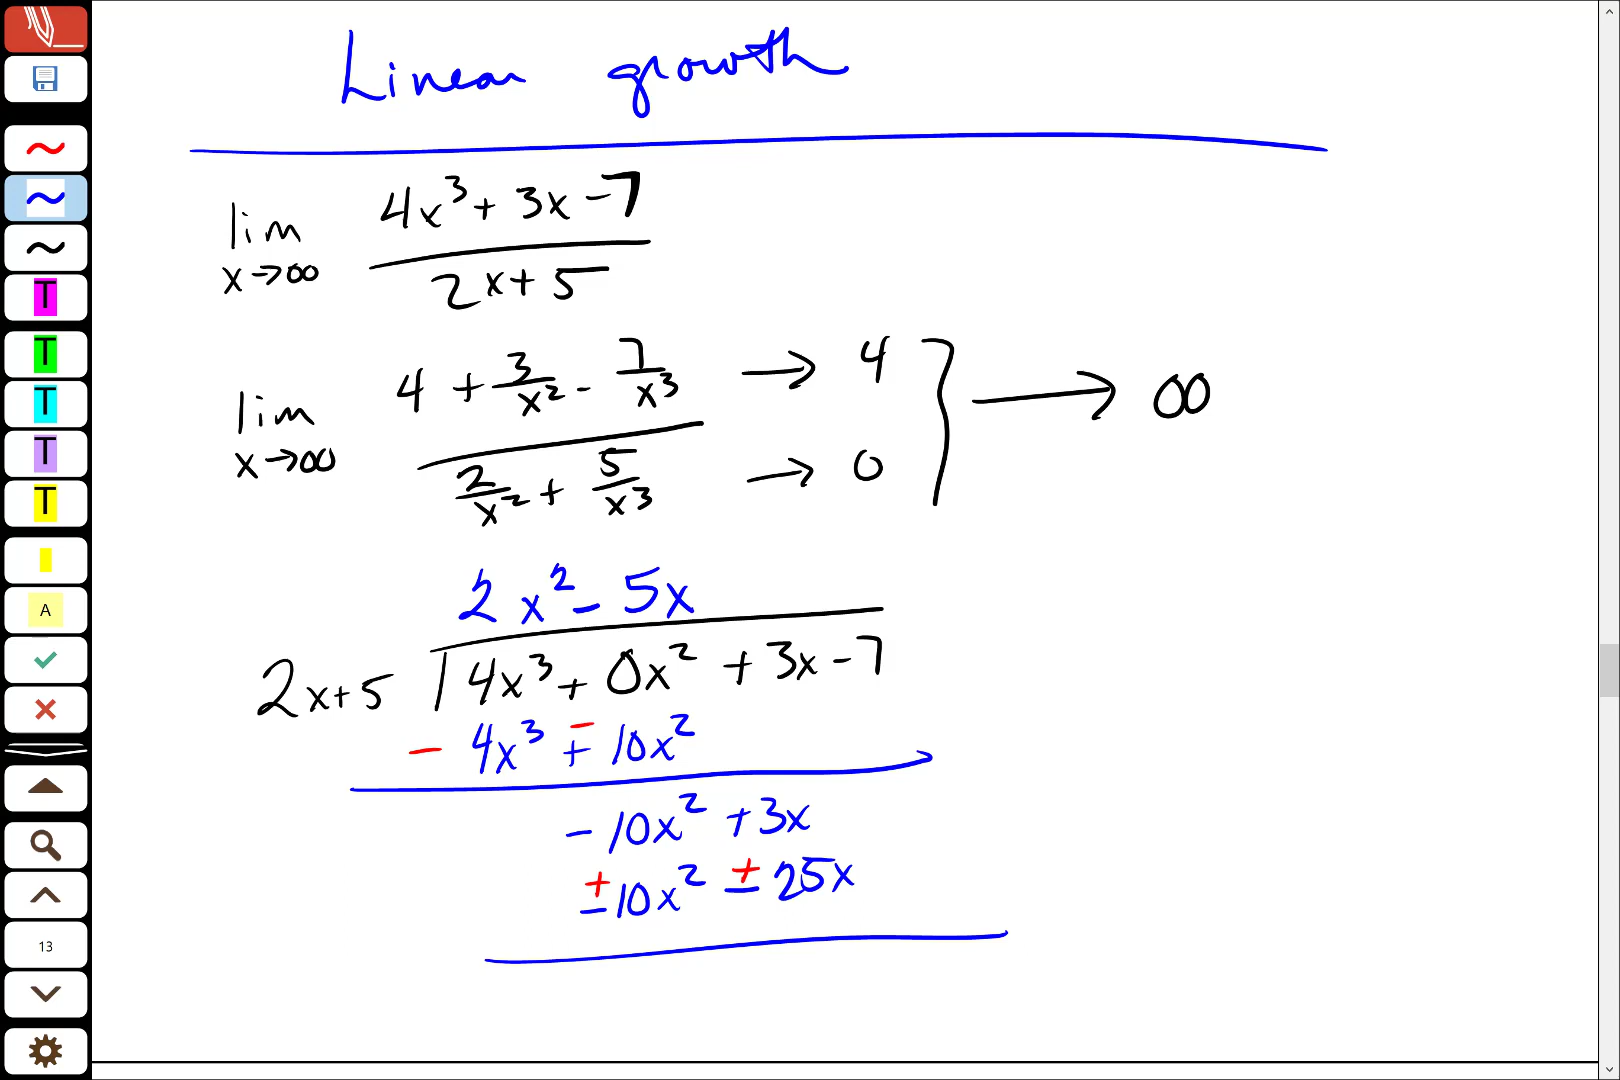 Linear growth
lim x→∞ (4x³ + 3x − 7) / (2x + 5)
lim x→∞ (4 + 3/x² − 7/x³) / (2/x² + 5/x³) → 4 / → 0 } → ∞
2x² − 5x
2x+5 4x³ + 0x² + 3x − 7
− 4x³ ∓ 10x²
− 10x² + 3x
± 10x² ± 25x
T
T
T
T
T
A
13